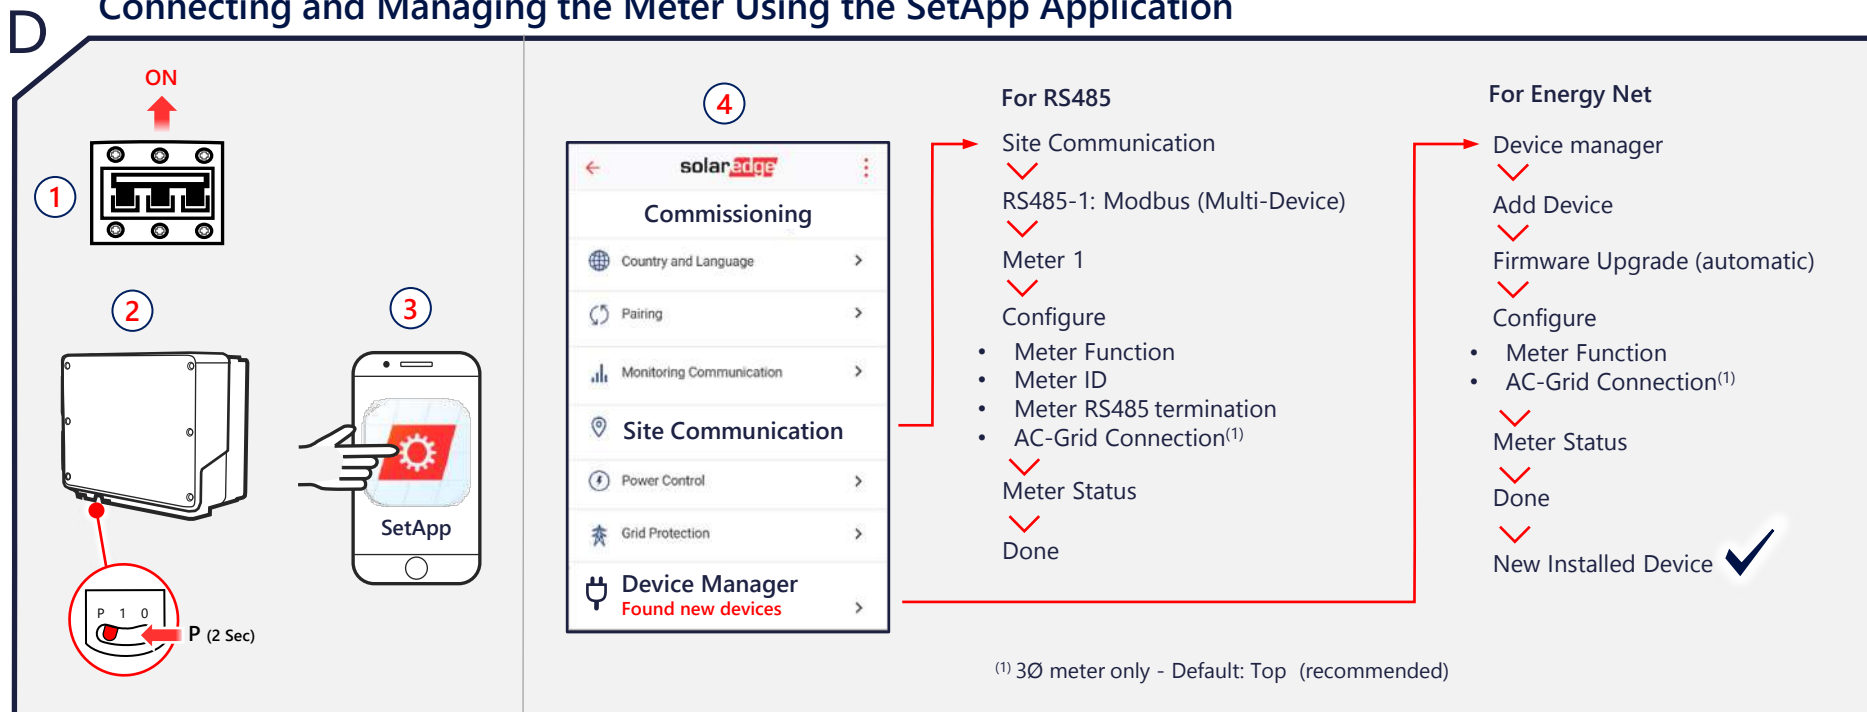 D
Connecting and Managing the Meter Using the SetApp Application
ON
1
2
P 1 0
P (2 Sec)
3
SetApp
4
solaredge
Commissioning
Country and Language
Pairing
Monitoring Communication
Site Communication
Power Control
Grid Protection
Device Manager
Found new devices
For RS485
Site Communication
RS485-1: Modbus (Multi-Device)
Meter 1
Configure
• Meter Function
• Meter ID
• Meter RS485 termination
• AC-Grid Connection(1)
Meter Status
Done
For Energy Net
Device manager
Add Device
Firmware Upgrade (automatic)
Configure
• Meter Function
• AC-Grid Connection(1)
Meter Status
Done
New Installed Device
(1) 3Ø meter only - Default: Top (recommended)